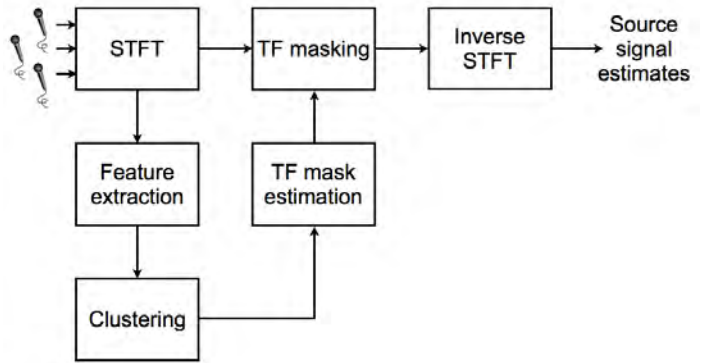 STFT
TF masking
Inverse
STFT
Source
signal
estimates
Feature
extraction
TF mask
estimation
Clustering